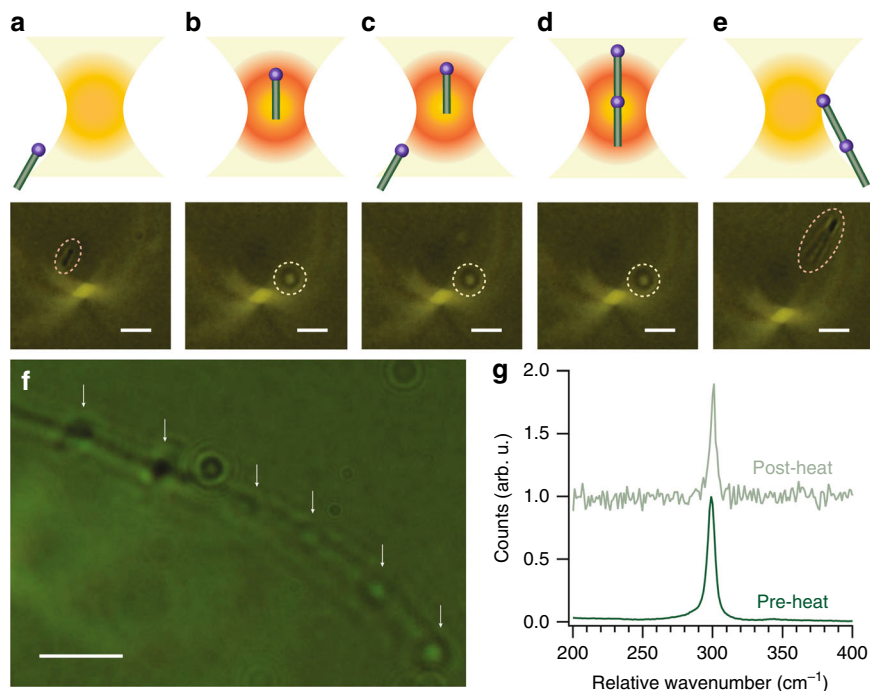 a
b
c
d
e
f
g
2.0
1.5
1.0
0.5
0.0
Counts (arb. u.)
Post-heat
Pre-heat
200
250
300
350
400
Relative wavenumber (cm⁻¹)